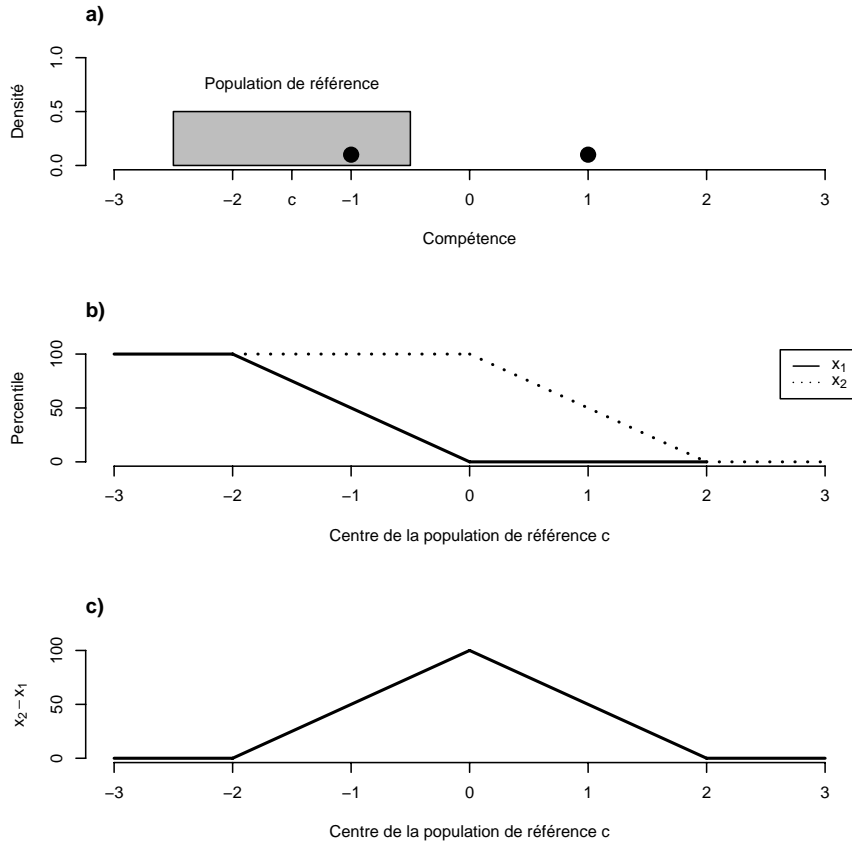 a)
Densité
0.0 0.5 1.0
Population de référence
−3 −2 c −1 0 1 2 3
Compétence
b)
Percentile
0 50 100
x1
x2
−3 −2 −1 0 1 2 3
Centre de la population de référence c
c)
x2 − x1
0 50 100
−3 −2 −1 0 1 2 3
Centre de la population de référence c